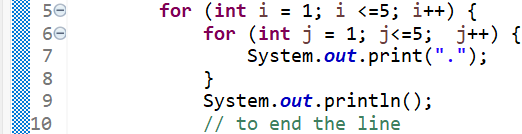 5 for (int i = 1; i <=5; i++) {
6 for (int j = 1; j<=5;  j++) {
7 System.out.print(".");
8 }
9 System.out.println();
10 // to end the line